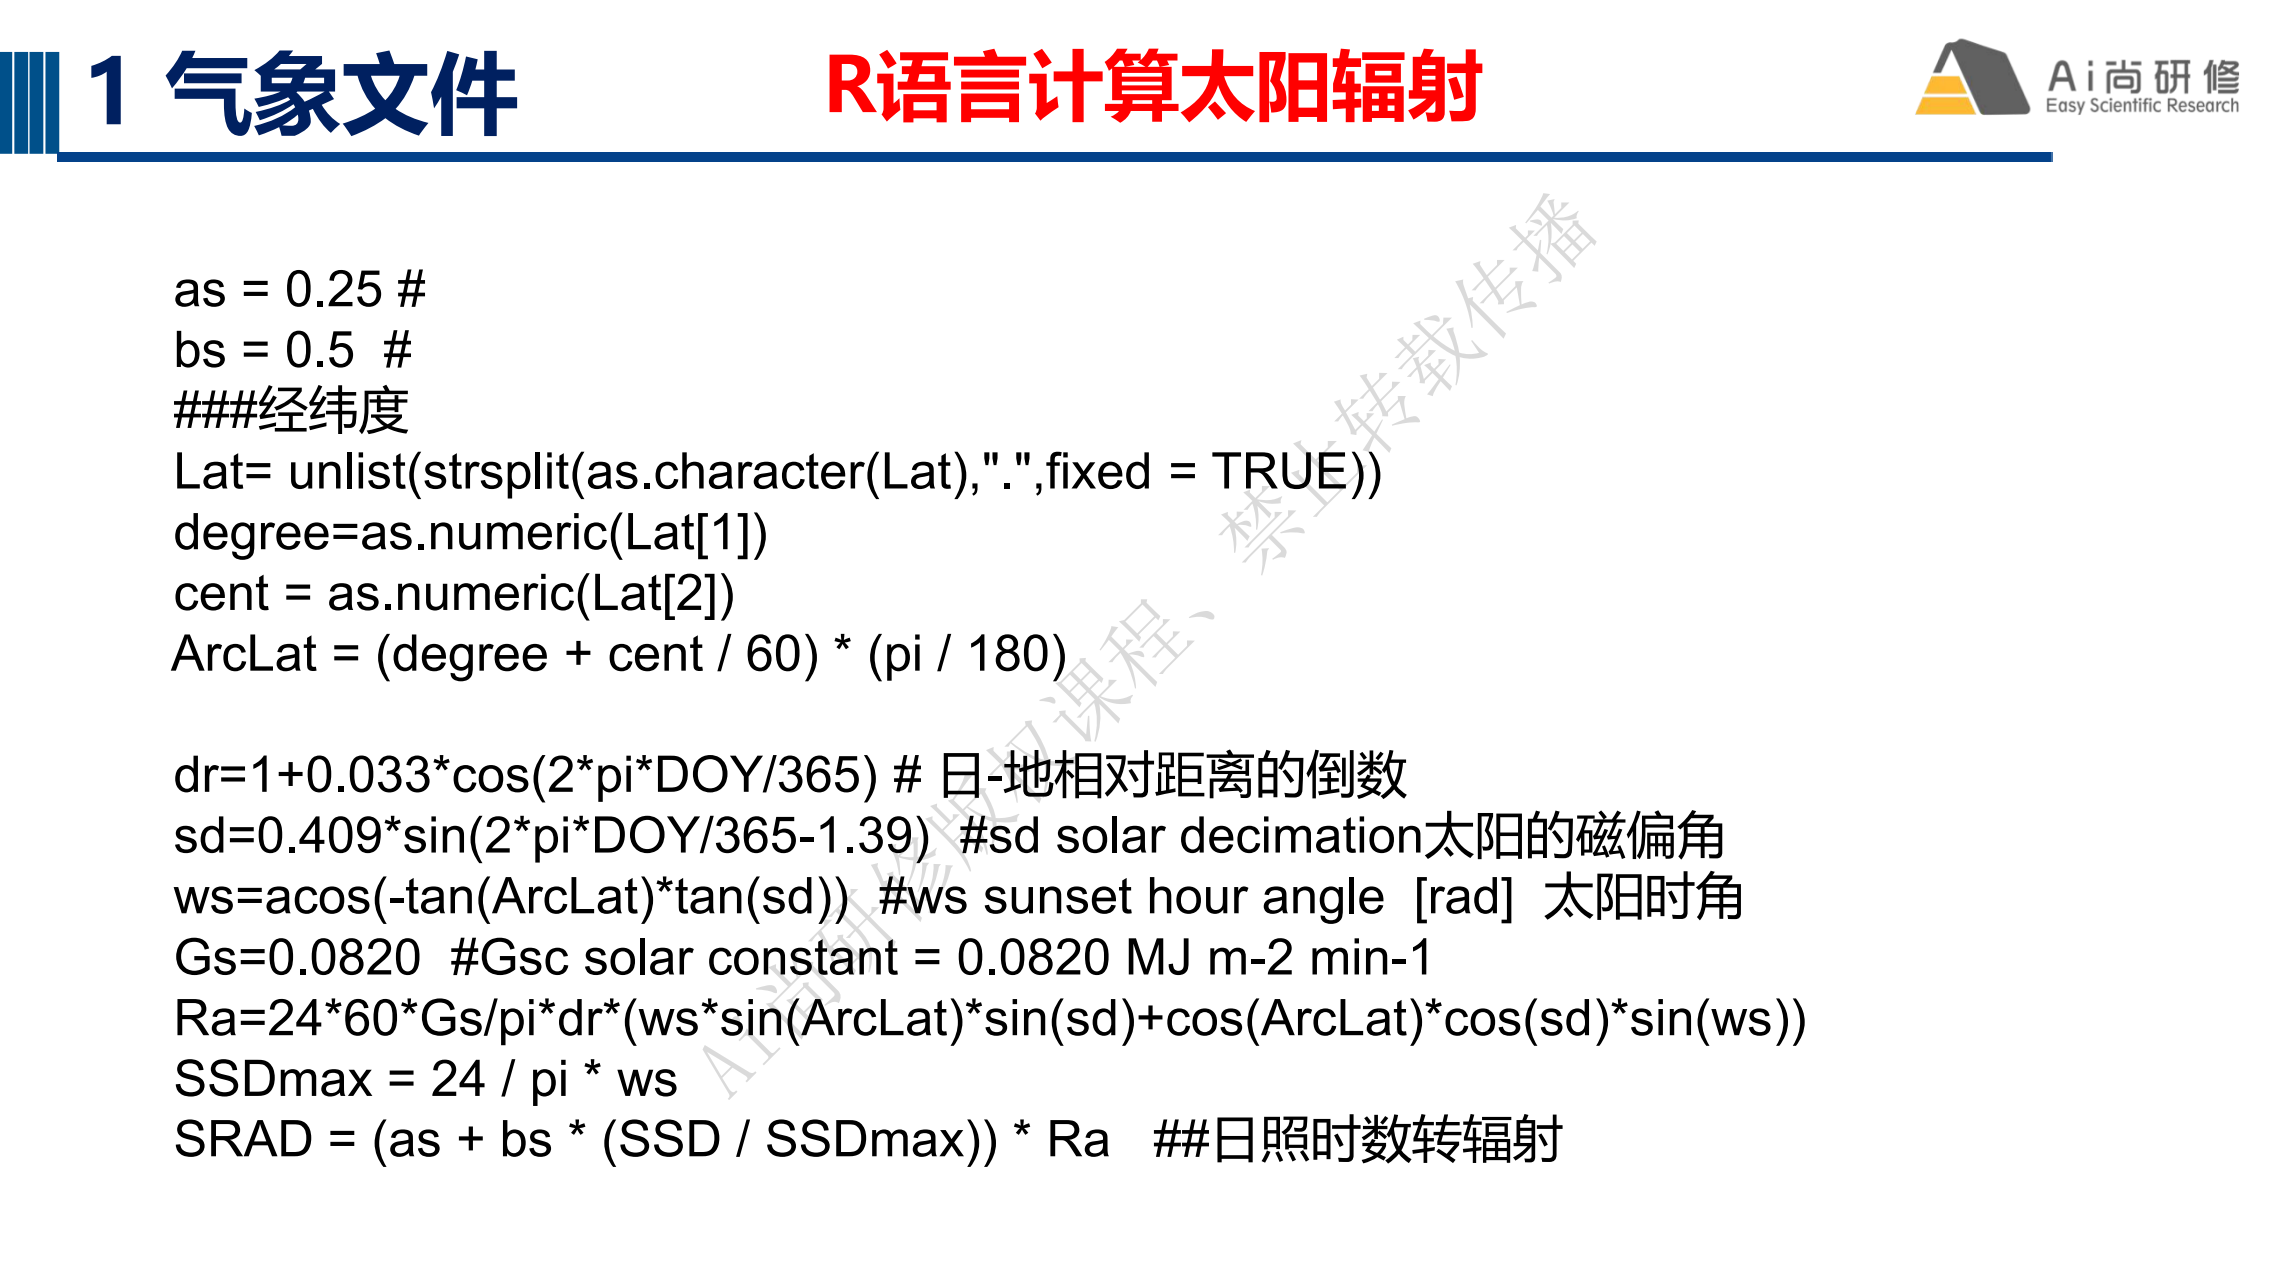 1 气象文件
R语言计算太阳辐射
Ai尚研修
Easy Scientific Research
as = 0.25 #
bs = 0.5  #
###经纬度
Lat= unlist(strsplit(as.character(Lat),".",fixed = TRUE))
degree=as.numeric(Lat[1])
cent = as.numeric(Lat[2])
ArcLat = (degree + cent / 60) * (pi / 180)
dr=1+0.033*cos(2*pi*DOY/365) # 日-地相对距离的倒数
sd=0.409*sin(2*pi*DOY/365-1.39)  #sd solar decimation太阳的磁偏角
ws=acos(-tan(ArcLat)*tan(sd))  #ws sunset hour angle  [rad]  太阳时角
Gs=0.0820  #Gsc solar constant = 0.0820 MJ m-2 min-1
Ra=24*60*Gs/pi*dr*(ws*sin(ArcLat)*sin(sd)+cos(ArcLat)*cos(sd)*sin(ws))
SSDmax = 24 / pi * ws
SRAD = (as + bs * (SSD / SSDmax)) * Ra   ##日照时数转辐射
Ai尚研修版权课程、禁止转载传播